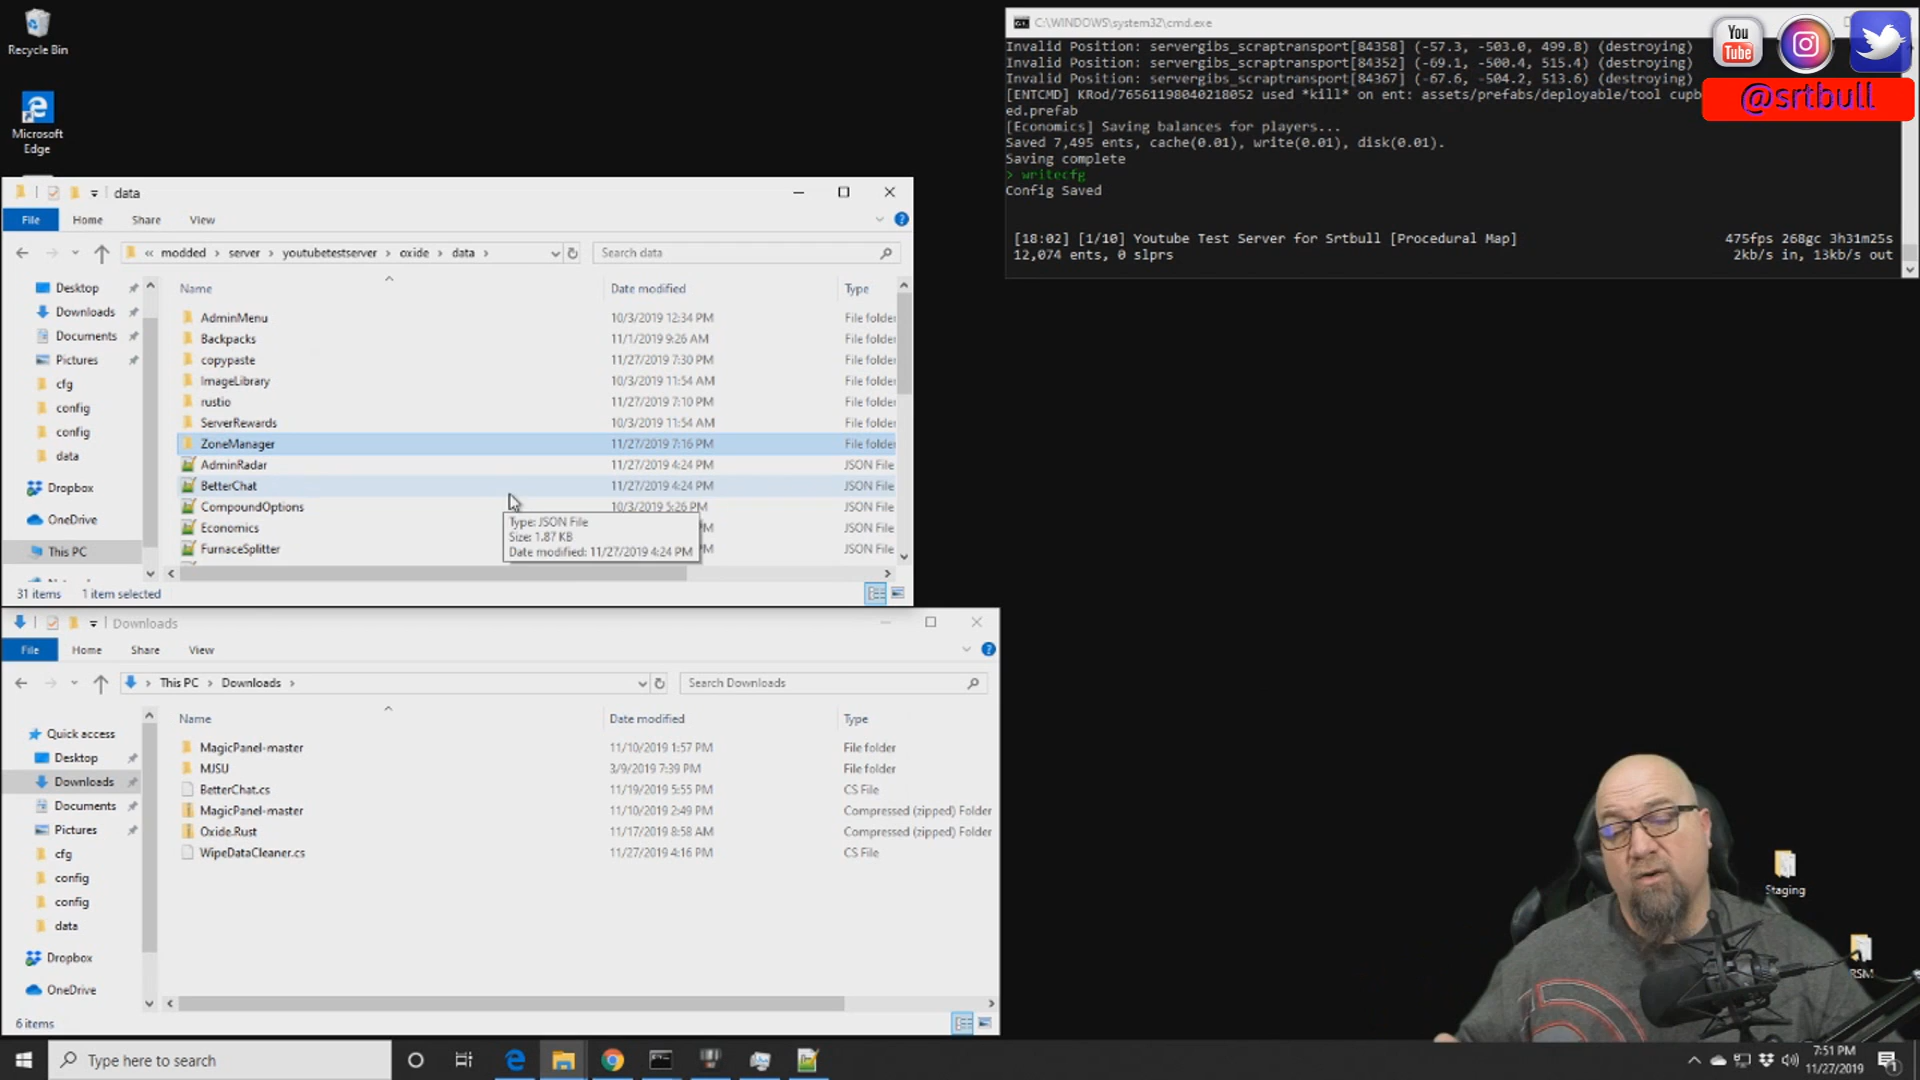 Recycle Bin
Microsoft
Edge
data
File
Home
Share
View
« modded › server › youtubetestserver › oxide › data ›
Search data
Desktop
Downloads
Documents
Pictures
cfg
config
config
data
Dropbox
OneDrive
This PC
Name
Date modified
Type
AdminMenu
10/3/2019 12:34 PM
File folder
Backpacks
11/1/2019 9:26 AM
File folder
copypaste
11/27/2019 7:30 PM
File folder
ImageLibrary
10/3/2019 11:54 AM
File folder
rustio
11/27/2019 7:10 PM
File folder
ServerRewards
10/3/2019 11:54 AM
File folder
ZoneManager
11/27/2019 7:16 PM
File folder
AdminRadar
11/27/2019 4:24 PM
JSON File
BetterChat
11/27/2019 4:24 PM
JSON File
CompoundOptions
10/3/2019 5:26 PM
JSON File
Economics
JSON File
FurnaceSplitter
JSON File
Type: JSON File
Size: 1.87 KB
Date modified: 11/27/2019 4:24 PM
31 items
1 item selected
Downloads
File
Home
Share
View
This PC › Downloads ›
Search Downloads
Quick access
Desktop
Downloads
Documents
Pictures
cfg
config
config
data
Dropbox
OneDrive
Name
Date modified
Type
MagicPanel-master
11/10/2019 1:57 PM
File folder
MJSU
3/9/2019 7:39 PM
File folder
BetterChat.cs
11/19/2019 5:55 PM
CS File
MagicPanel-master
11/10/2019 2:49 PM
Compressed (zipped) Folder
Oxide.Rust
11/17/2019 8:58 AM
Compressed (zipped) Folder
WipeDataCleaner.cs
11/27/2019 4:16 PM
CS File
6 items
C:\WINDOWS\system32\cmd.exe
Invalid Position: servergibs_scraptransport[84358] (-57.3, -503.0, 499.8) (destroying)
Invalid Position: servergibs_scraptransport[84352] (-69.1, -500.4, 515.4) (destroying)
Invalid Position: servergibs_scraptransport[84367] (-67.6, -504.2, 513.6) (destroying)
[ENTCMD] KRod/76561198040218052 used *kill* on ent: assets/prefabs/deployable/tool cupb
ed.prefab
[Economics] Saving balances for players...
Saved 7,495 ents, cache(0.01), write(0.01), disk(0.01).
Saving complete
> writecfg
Config Saved
[18:02] [1/10] Youtube Test Server for Srtbull [Procedural Map]
475fps 268gc 3h31m25s
12,074 ents, 0 slprs
2kb/s in, 13kb/s out
You
Tube
@srtbull
Staging
RSM
Type here to search
7:51 PM
11/27/2019